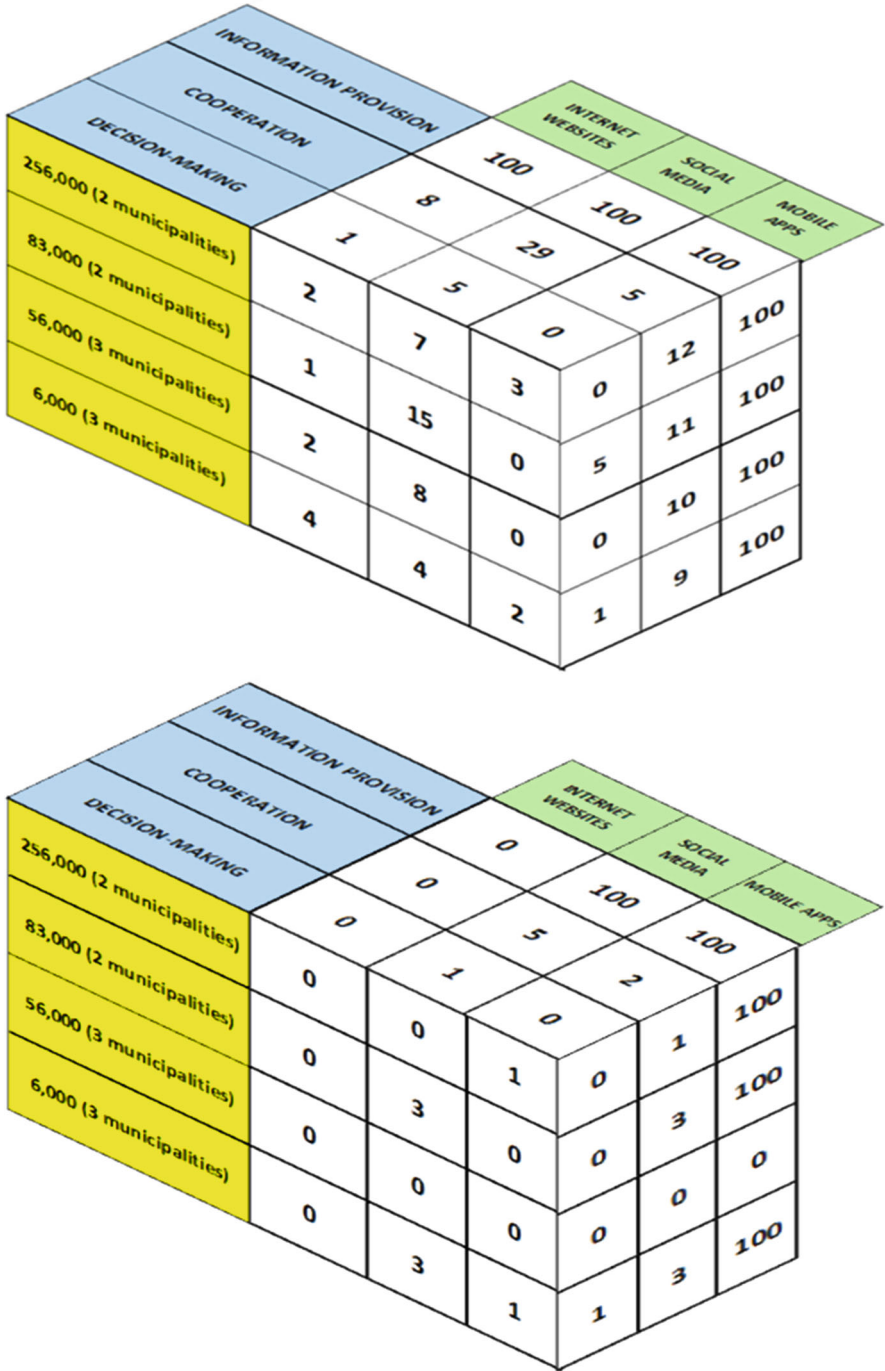 INFORMATION PROVISION
COOPERATION
DECISION-MAKING
INTERNET
WEBSITES
SOCIAL
MEDIA
MOBILE
APPS
100 100 100
8 29 5
1 5 0
256,000 (2 municipalities)
83,000 (2 municipalities)
56,000 (3 municipalities)
6,000 (3 municipalities)
2 7 3 0 12 100
1 15 0 5 11 100
2 8 0 0 10 100
4 4 2 1 9 100
INFORMATION PROVISION
COOPERATION
DECISION-MAKING
INTERNET
WEBSITES
SOCIAL
MEDIA
MOBILE APPS
0 100 100
0 5 2
0 1 0
256,000 (2 municipalities)
83,000 (2 municipalities)
56,000 (3 municipalities)
6,000 (3 municipalities)
0 0 1 0 1 100
0 3 0 0 3 100
0 0 0 0 0 0
0 3 1 1 3 100